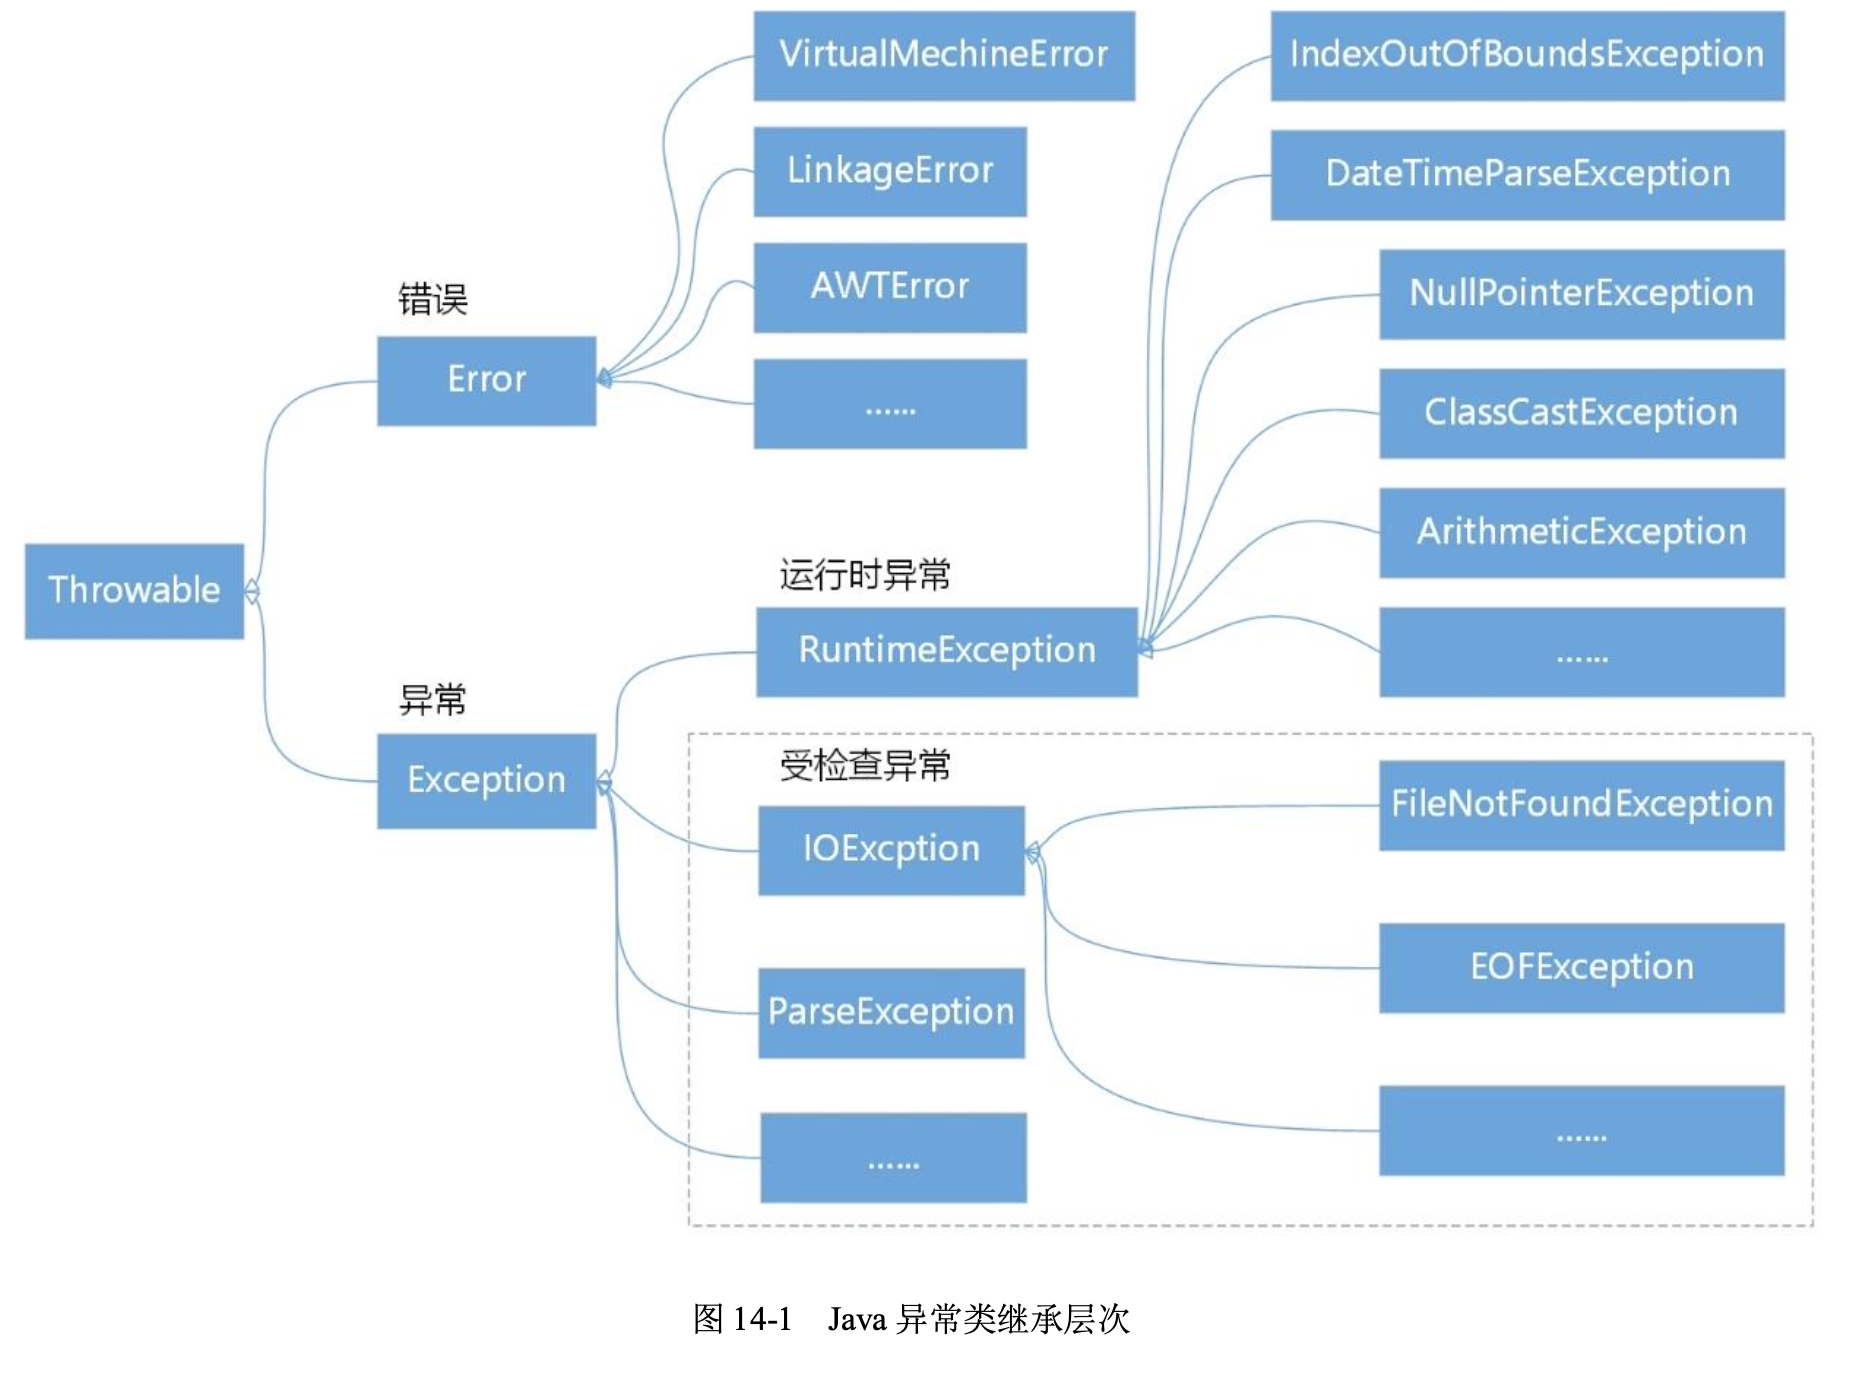 VirtualMechineError
LinkageError
AWTError
......
错误
Error
Throwable
异常
Exception
IndexOutOfBoundsException
DateTimeParseException
NullPointerException
ClassCastException
ArithmeticException
......
运行时异常
RuntimeException
受检查异常
IOExcption
ParseException
......
FileNotFoundException
EOFException
......
图 14-1 Java 异常类继承层次